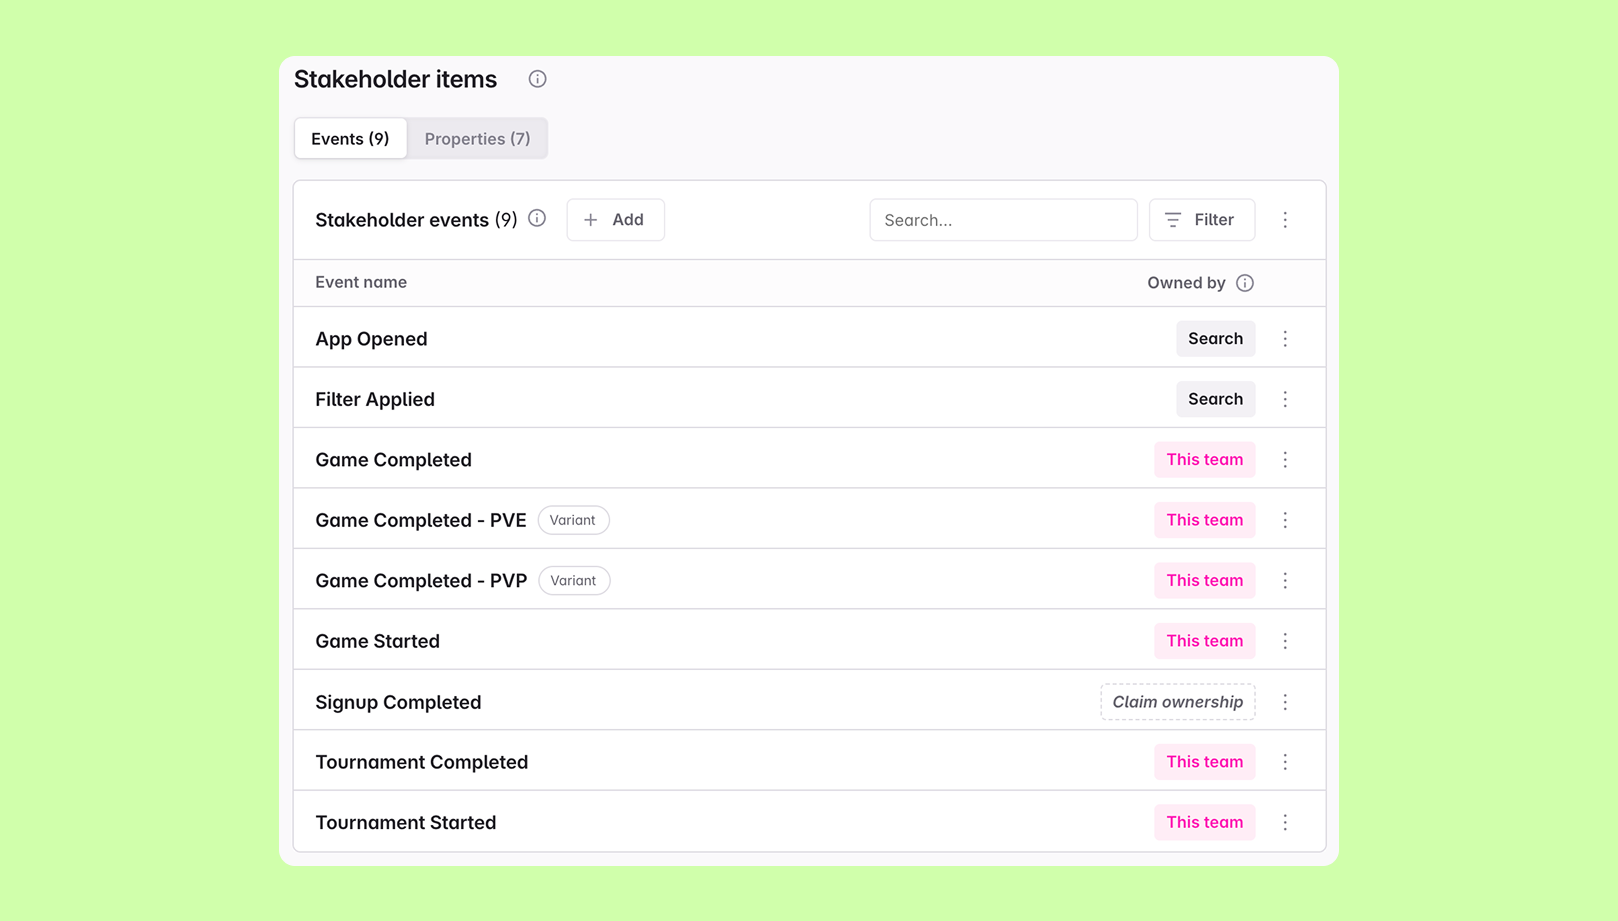 Stakeholder items
Events (9) Properties (7)
Stakeholder events (9) + Add Search... Filter
Event name Owned by
App Opened Search
Filter Applied Search
Game Completed This team
Game Completed - PVE Variant This team
Game Completed - PVP Variant This team
Game Started This team
Signup Completed Claim ownership
Tournament Completed This team
Tournament Started This team